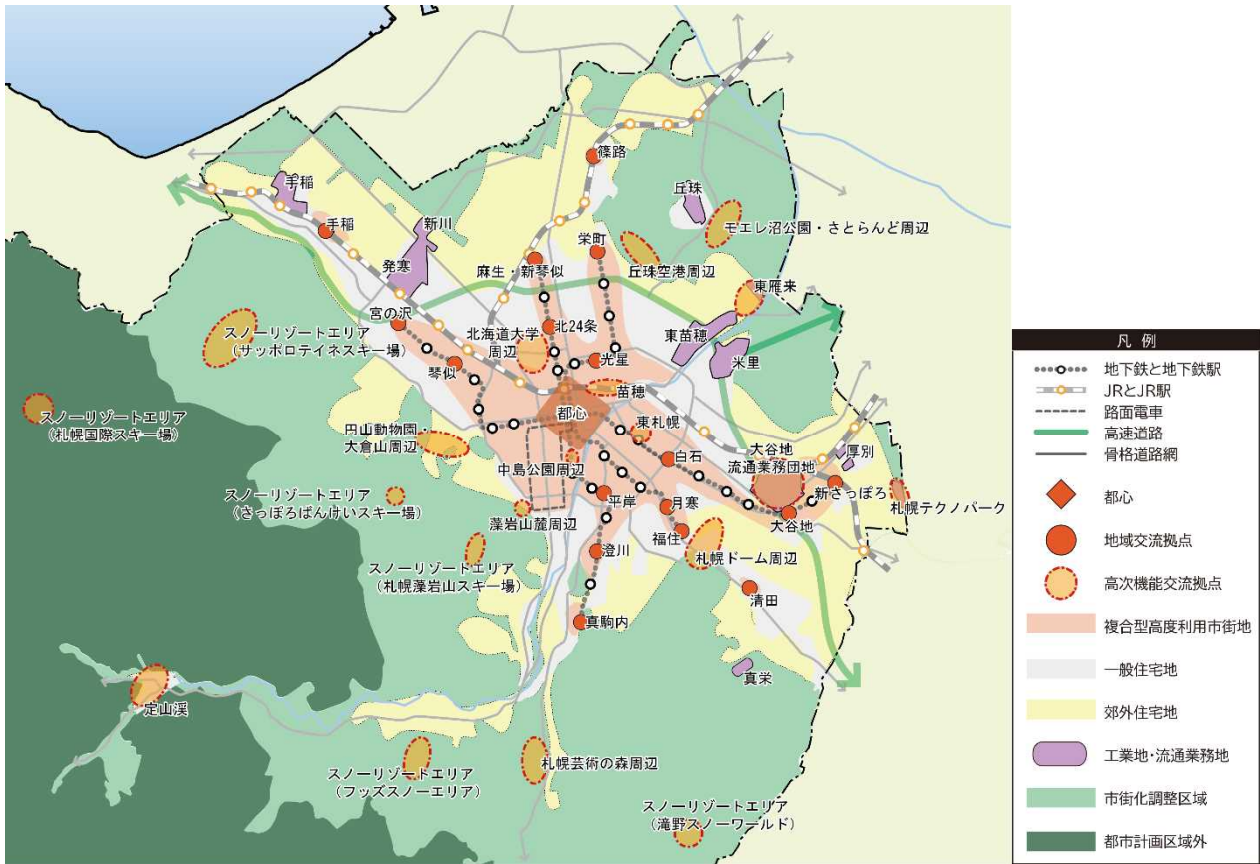 篠路
手稲
丘珠
手稲
新川
モエレ沼公園・さとらんど周辺
栄町
発寒
麻生・新琴似
丘珠空港周辺
東雁来
宮の沢
北24条
北海道大学
周辺
東苗穂
スノーリゾートエリア
(サッポロテイネスキー場)
光星
米里
琴似
苗穂
都心
スノーリゾートエリア
(札幌国際スキー場)
東札幌
円山動物園・
大倉山周辺
大谷地
流通業務団地
厚別
白石
中島公園周辺
新さっぽろ
スノーリゾートエリア
(さっぽろばんけいスキー場)
平岸
月寒
札幌テクノパーク
大谷地
藻岩山麓周辺
福住
澄川
札幌ドーム周辺
スノーリゾートエリア
(札幌藻岩山スキー場)
清田
真駒内
真栄
定山渓
札幌芸術の森周辺
スノーリゾートエリア
(フッズスノーエリア)
スノーリゾートエリア
(滝野スノーワールド)
凡例
地下鉄と地下鉄駅
JRとJR駅
路面電車
高速道路
骨格道路網
都心
地域交流拠点
高次機能交流拠点
複合型高度利用市街地
一般住宅地
郊外住宅地
工業地・流通業務地
市街化調整区域
都市計画区域外